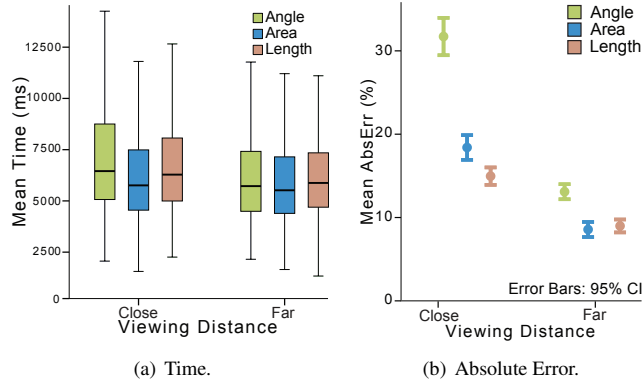 Angle
Area
Length
12500
10000
7500
5000
2500
0
Mean Time (ms)
Close
Far
Viewing Distance
(a) Time.
Angle
Area
Length
30
20
10
0
Mean AbsErr (%)
Error Bars: 95% CI
Close
Far
Viewing Distance
(b) Absolute Error.